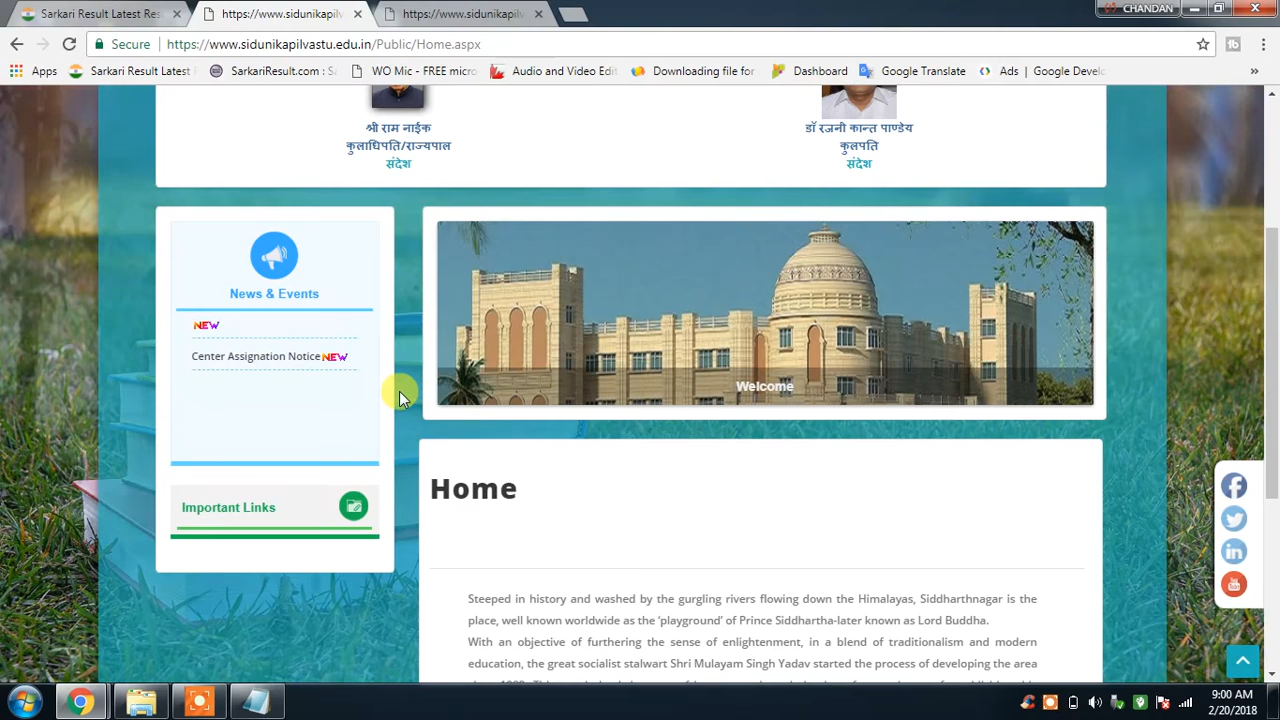 Sarkari Result Latest Res
https://www.sidunikapil
https://www.sidunikapil
CHANDAN
Secure
https://www.sidunikapilvastu.edu.in/Public/Home.aspx
Apps
Sarkari Result Latest
SarkariResult.com : S
WO Mic - FREE micro
Audio and Video Edit
Downloading file for
Dashboard
Google Translate
Ads | Google Develo
श्री राम नाईक
कुलाधिपति/राज्यपाल
संदेश
डॉ रजनी कान्त पाण्डेय
कुलपति
संदेश
News & Events
NEW
Center Assignation Notice NEW
Important Links
Welcome
Home
Steeped in history and washed by the gurgling rivers flowing down the Himalayas, Siddharthnagar is the
place, well known worldwide as the ‘playground’ of Prince Siddhartha-later known as Lord Buddha.
With an objective of furthering the sense of enlightenment, in a blend of traditionalism and modern
education, the great socialist stalwart Shri Mulayam Singh Yadav started the process of developing the area
You
9:00 AM
2/20/2018